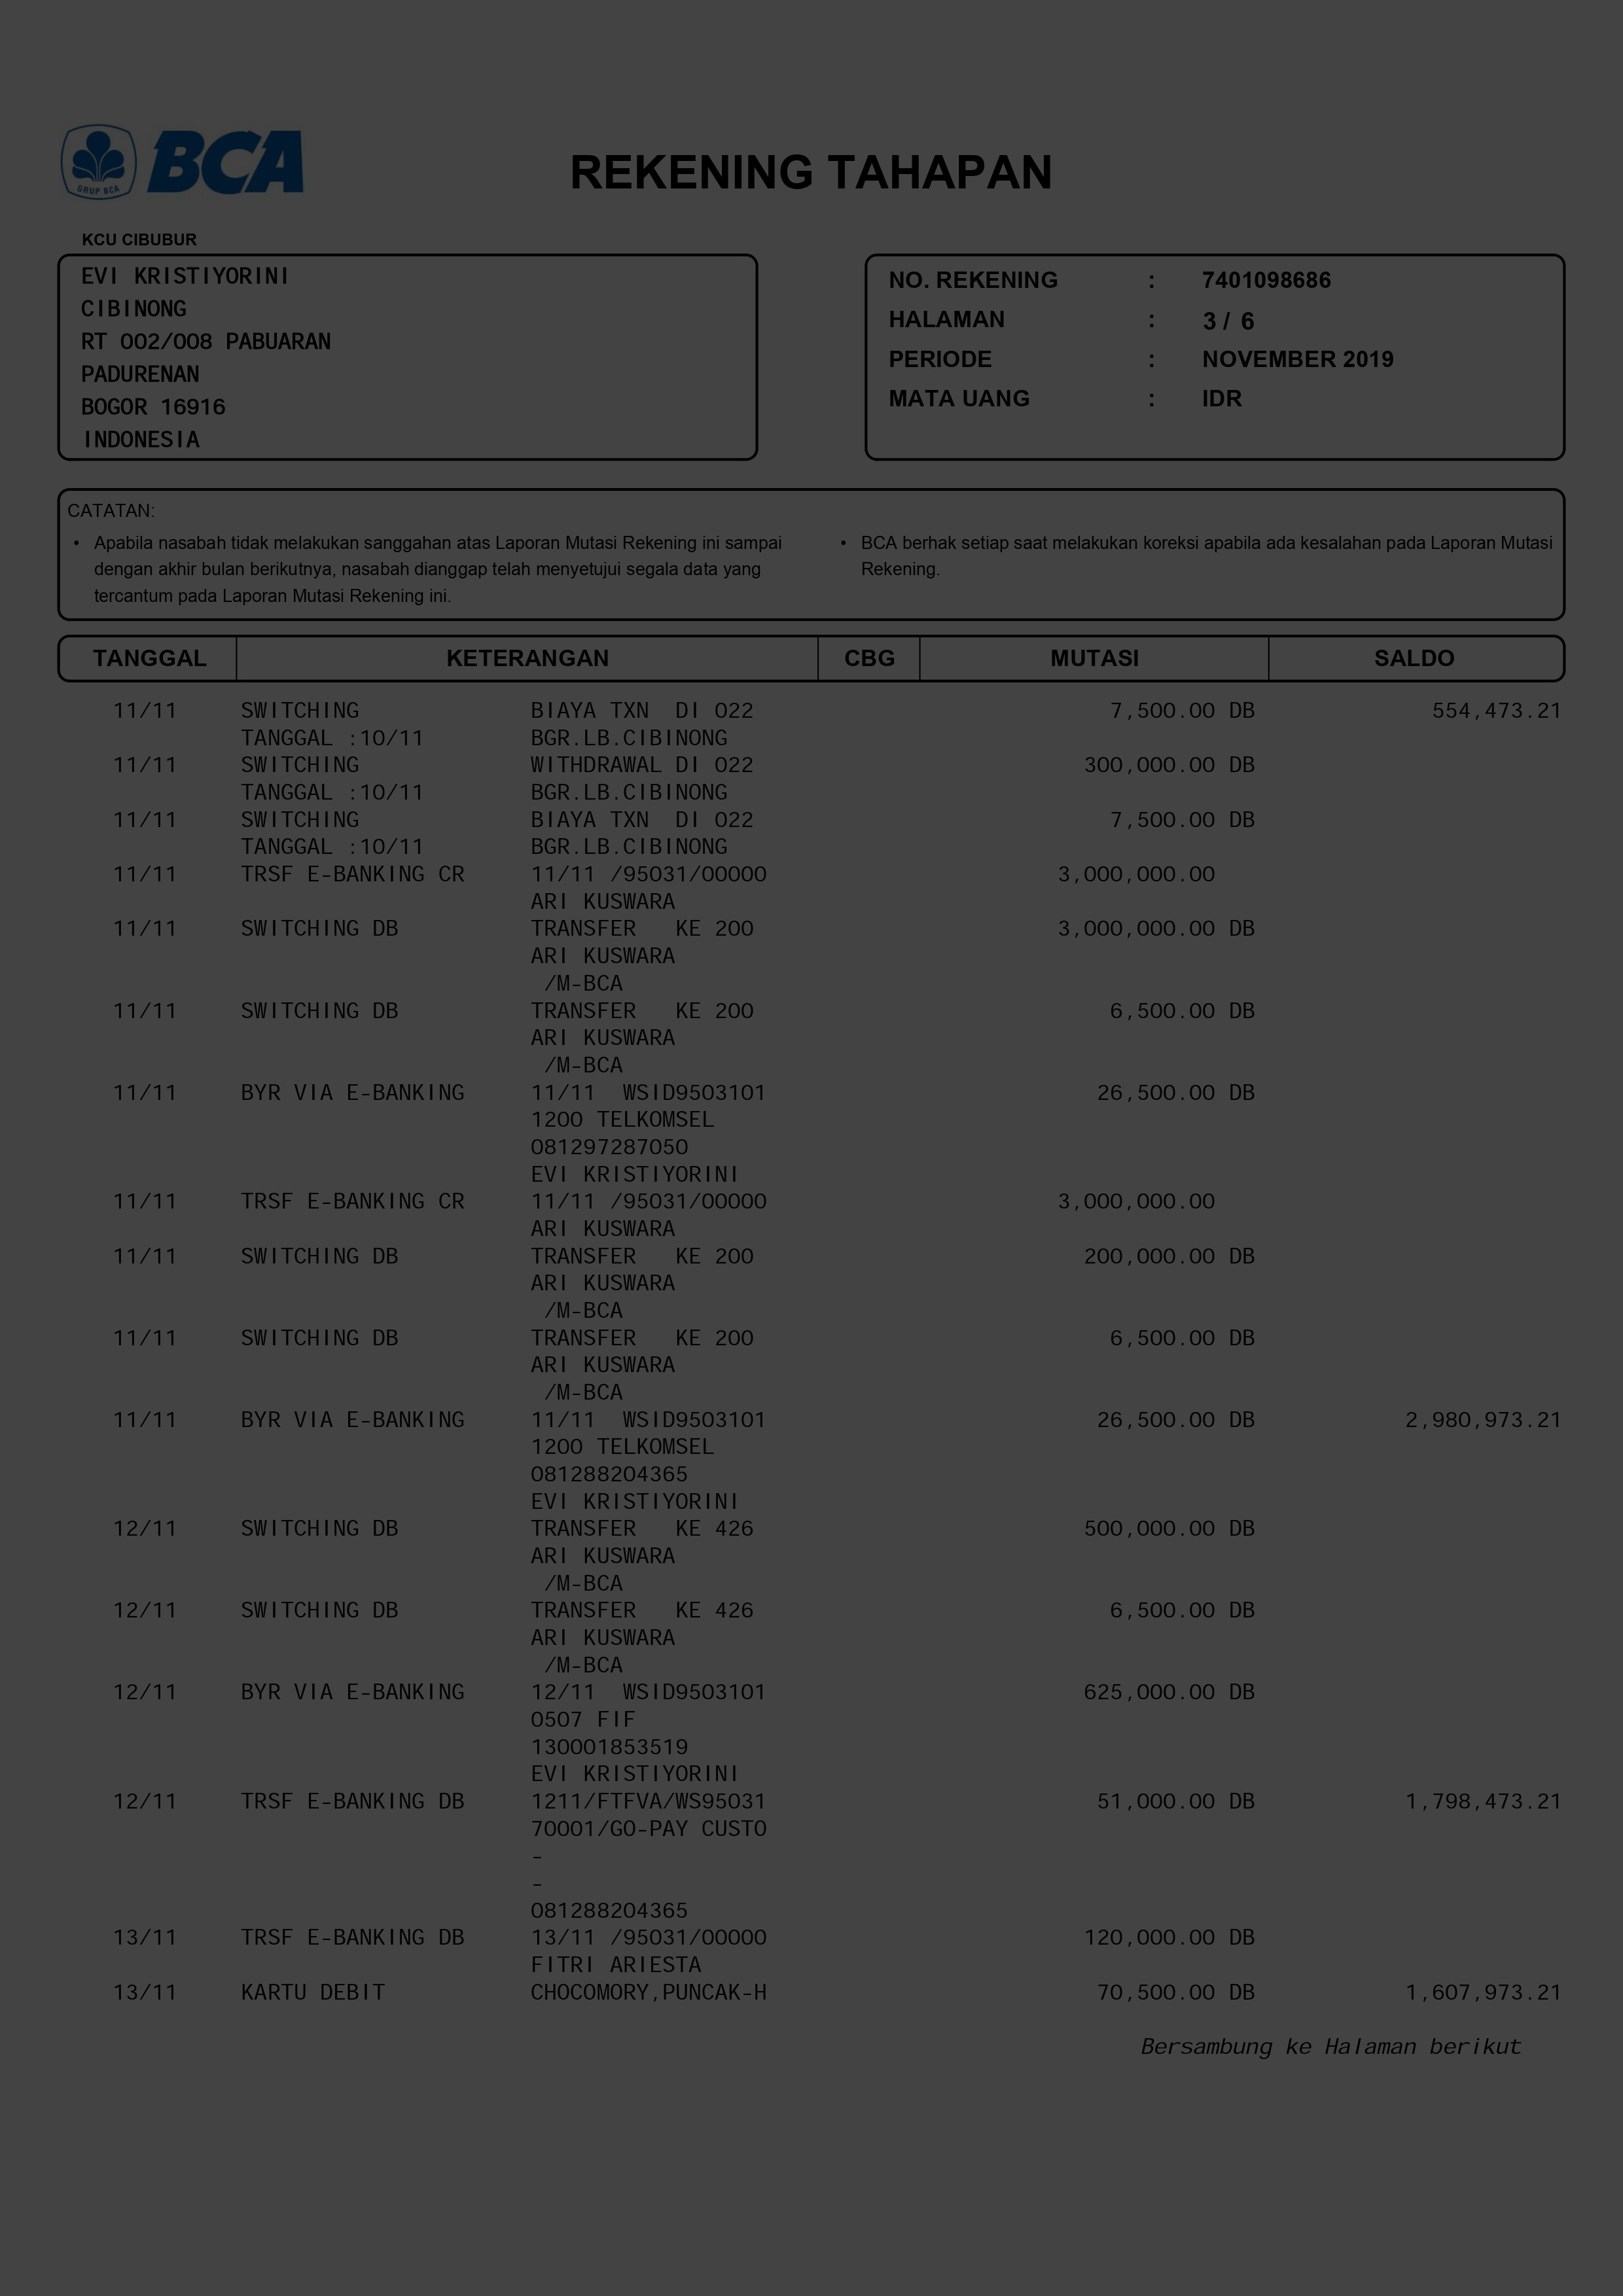 GRUP BCA
BCA
REKENING TAHAPAN
KCU CIBUBUR
EVI KRISTIYORINI
CIBINONG
RT 002/008 PABUARAN
PADURENAN
BOGOR 16916
INDONESIA
NO. REKENING : 7401098686
HALAMAN : 3 / 6
PERIODE : NOVEMBER 2019
MATA UANG : IDR
CATATAN:
• Apabila nasabah tidak melakukan sanggahan atas Laporan Mutasi Rekening ini sampai
dengan akhir bulan berikutnya, nasabah dianggap telah menyetujui segala data yang
tercantum pada Laporan Mutasi Rekening ini.
• BCA berhak setiap saat melakukan koreksi apabila ada kesalahan pada Laporan Mutasi
Rekening.
TANGGAL KETERANGAN CBG MUTASI SALDO
11/11 SWITCHING BIAYA TXN DI 022 7,500.00 DB 554,473.21
TANGGAL :10/11 BGR.LB.CIBINONG
11/11 SWITCHING WITHDRAWAL DI 022 300,000.00 DB
TANGGAL :10/11 BGR.LB.CIBINONG
11/11 SWITCHING BIAYA TXN DI 022 7,500.00 DB
TANGGAL :10/11 BGR.LB.CIBINONG
11/11 TRSF E-BANKING CR 11/11 /95031/00000 3,000,000.00
ARI KUSWARA
11/11 SWITCHING DB TRANSFER KE 200 3,000,000.00 DB
ARI KUSWARA
/M-BCA
11/11 SWITCHING DB TRANSFER KE 200 6,500.00 DB
ARI KUSWARA
/M-BCA
11/11 BYR VIA E-BANKING 11/11 WSID9503101 26,500.00 DB
1200 TELKOMSEL
081297287050
EVI KRISTIYORINI
11/11 TRSF E-BANKING CR 11/11 /95031/00000 3,000,000.00
ARI KUSWARA
11/11 SWITCHING DB TRANSFER KE 200 200,000.00 DB
ARI KUSWARA
/M-BCA
11/11 SWITCHING DB TRANSFER KE 200 6,500.00 DB
ARI KUSWARA
/M-BCA
11/11 BYR VIA E-BANKING 11/11 WSID9503101 26,500.00 DB 2,980,973.21
1200 TELKOMSEL
081288204365
EVI KRISTIYORINI
12/11 SWITCHING DB TRANSFER KE 426 500,000.00 DB
ARI KUSWARA
/M-BCA
12/11 SWITCHING DB TRANSFER KE 426 6,500.00 DB
ARI KUSWARA
/M-BCA
12/11 BYR VIA E-BANKING 12/11 WSID9503101 625,000.00 DB
0507 FIF
130001853519
EVI KRISTIYORINI
12/11 TRSF E-BANKING DB 1211/FTFVA/WS95031 51,000.00 DB 1,798,473.21
70001/GO-PAY CUSTO
-
-
081288204365
13/11 TRSF E-BANKING DB 13/11 /95031/00000 120,000.00 DB
FITRI ARIESTA
13/11 KARTU DEBIT CHOCOMORY,PUNCAK-H 70,500.00 DB 1,607,973.21
Bersambung ke Halaman berikut